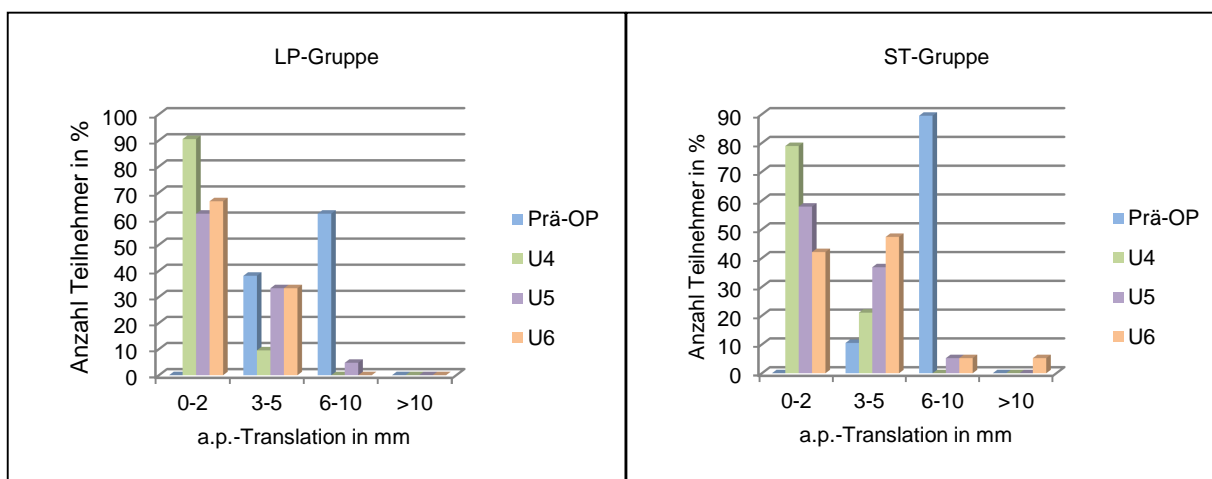 LP-Gruppe
Anzahl Teilnehmer in %
100
90
80
70
60
50
40
30
20
10
0
0-2 3-5 6-10 >10
a.p.-Translation in mm
Prä-OP
U4
U5
U6
ST-Gruppe
Anzahl Teilnehmer in %
90
80
70
60
50
40
30
20
10
0
0-2 3-5 6-10 >10
a.p.-Translation in mm
Prä-OP
U4
U5
U6